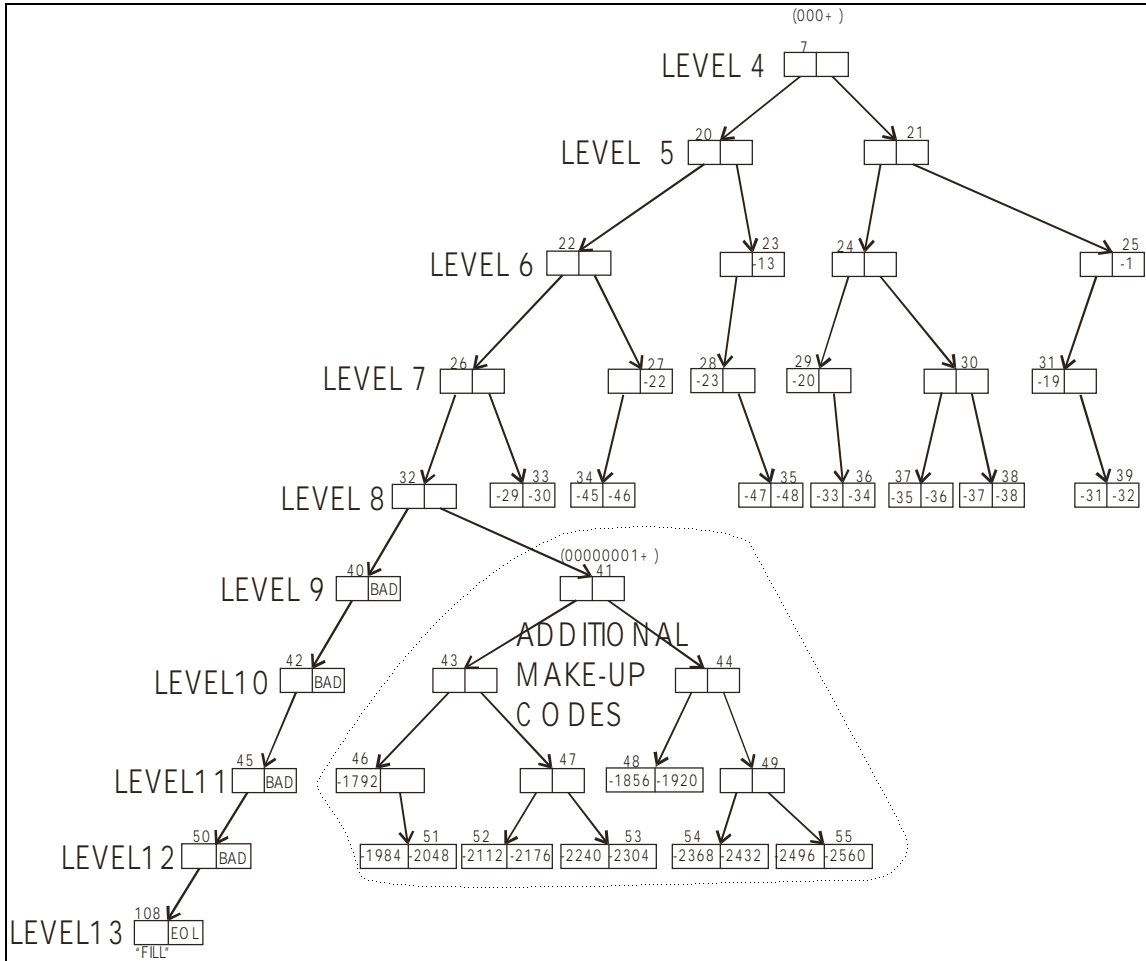 (000+ )
7
LEVEL 4
20 21
LEVEL 5
22 23 24 25
LEVEL 6 -13 -1
26 27 28 29 30 31
LEVEL 7 -22 -23 -20 -19
32 33 34 35 36 37 38 39
LEVEL 8 -29 -30 -45 -46 -47 -48 -33 -34 -35 -36 -37 -38 -31 -32
(00000001+ )
40 41
LEVEL 9 BAD
ADDITIONAL
43 44
MAKE-UP
42
LEVEL10 BAD
CODES
45 46 47 48 49
LEVEL11 BAD -1792 -1856 -1920
50 51 52 53 54 55
LEVEL12 BAD -1984 -2048 -2112 -2176 -2240 -2304 -2368 -2432 -2496 -2560
108
LEVEL13 EOL
"FILL"